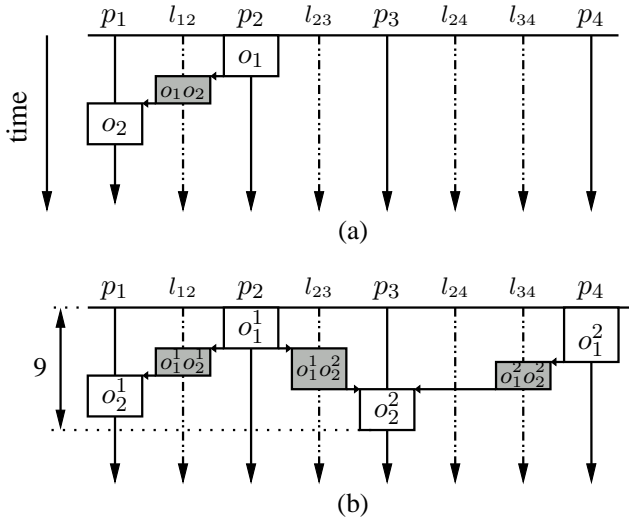 p₁ l₁₂ p₂ l₂₃ p₃ l₂₄ l₃₄ p₄
time
o₁
o₁o₂
o₂
(a)
p₁ l₁₂ p₂ l₂₃ p₃ l₂₄ l₃₄ p₄
9
o₁¹ o₁²
o₁¹o₂¹ o₁¹o₂² o₁²o₂²
o₂¹ o₂²
(b)